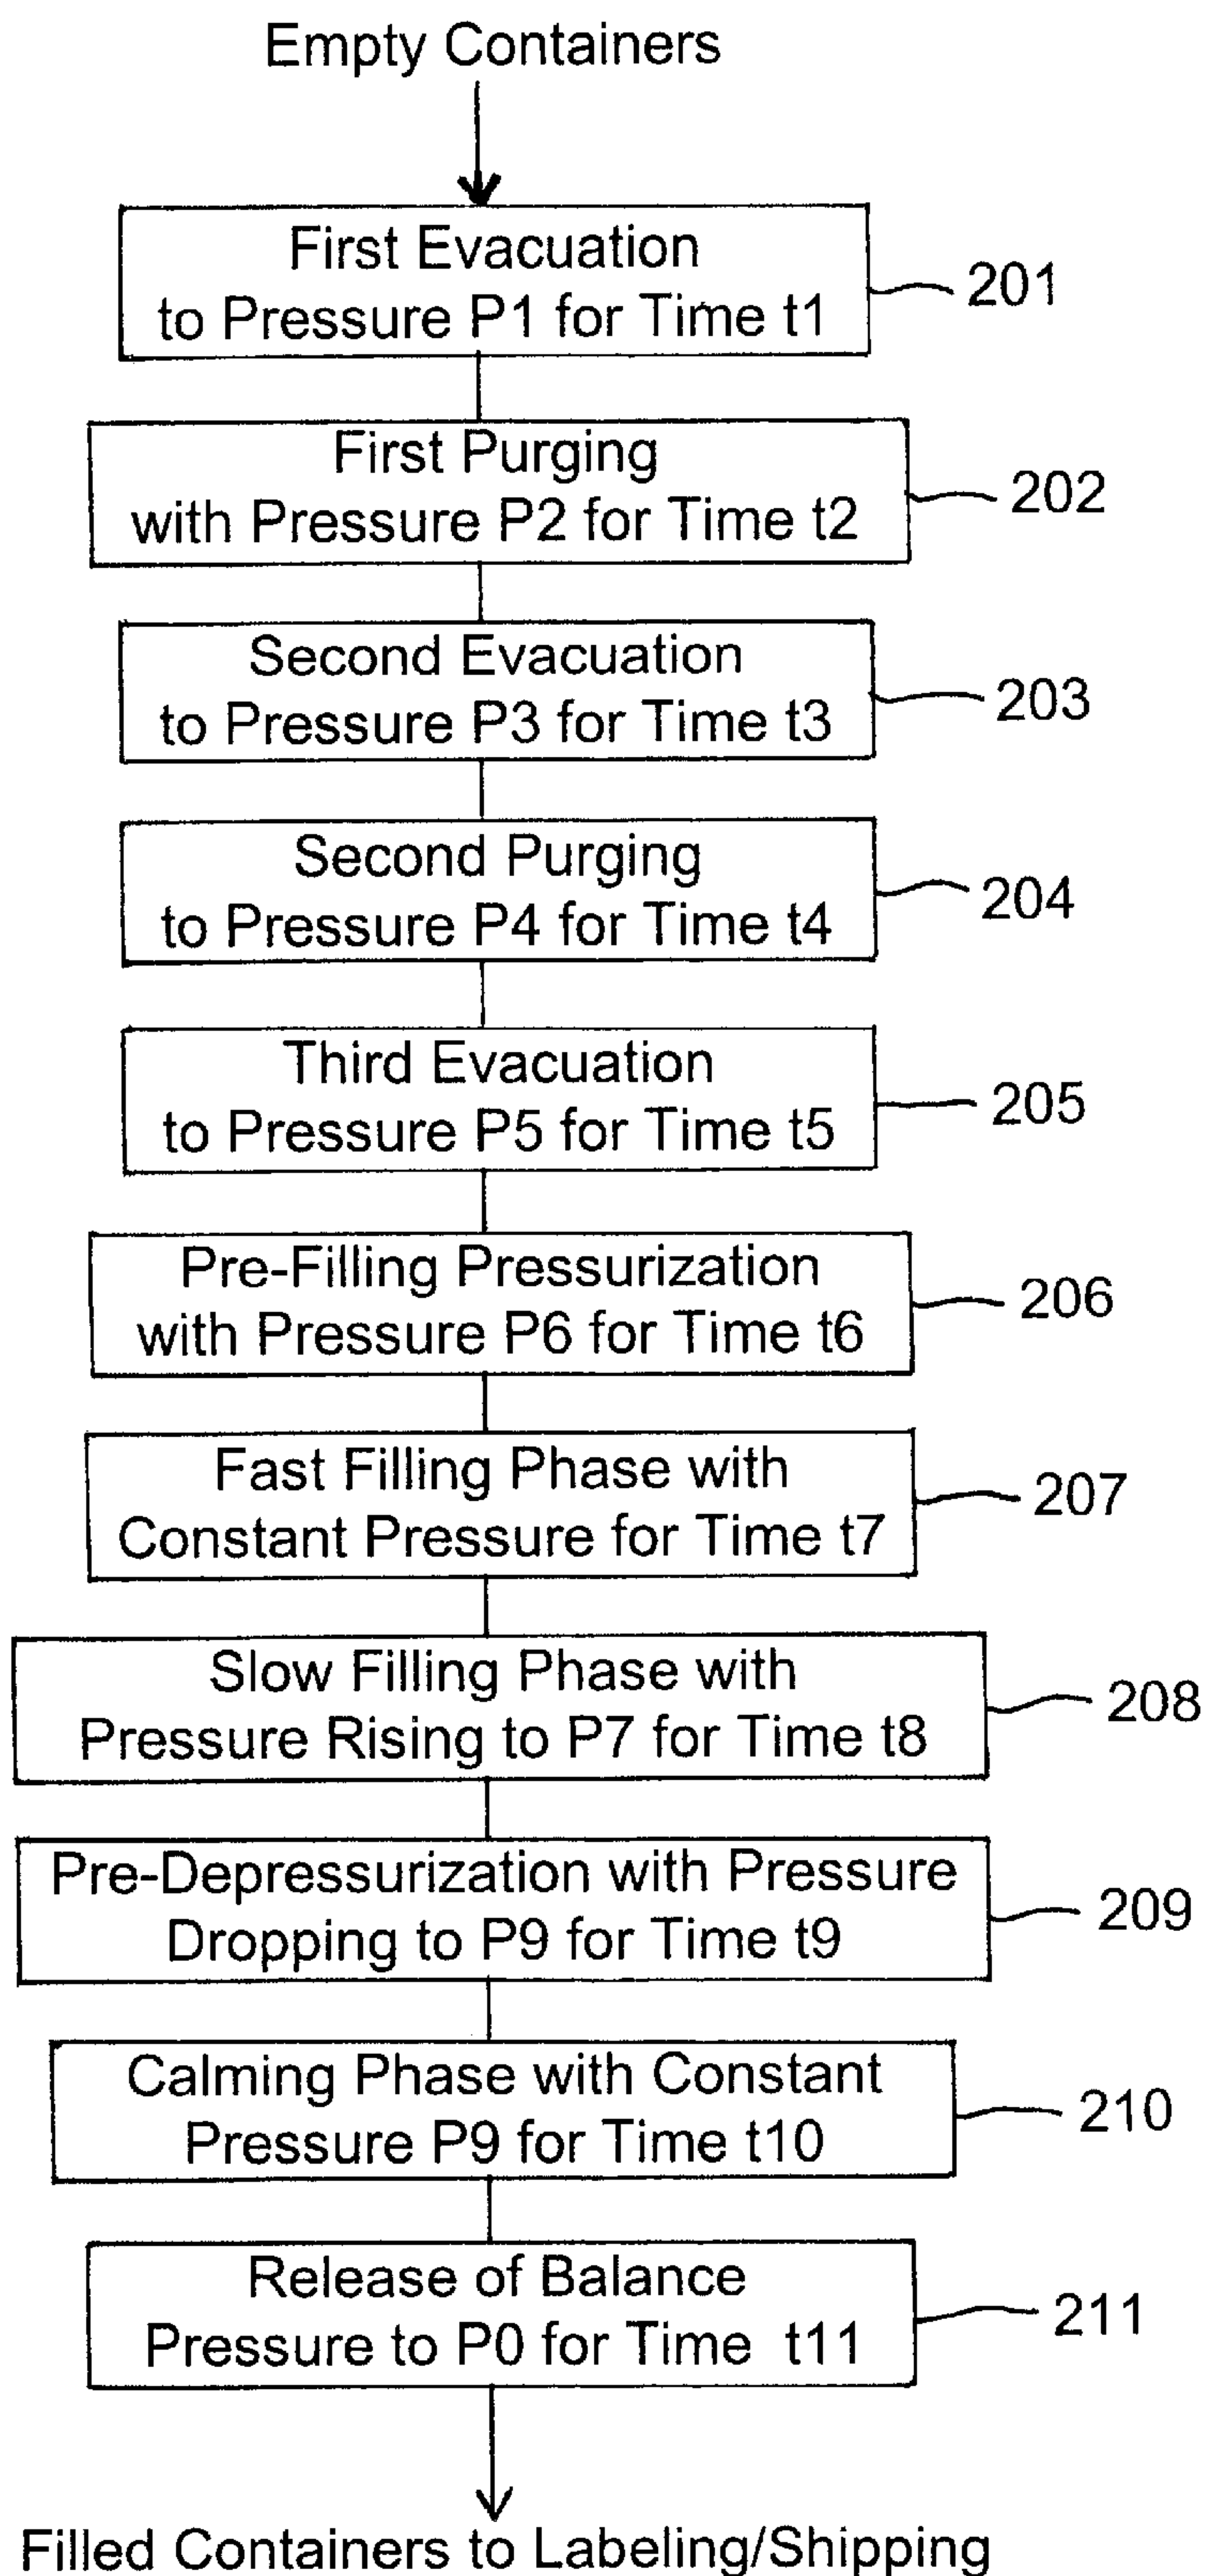 Empty Containers
First Evacuation
to Pressure P1 for Time t1
201
First Purging
with Pressure P2 for Time t2
202
Second Evacuation
to Pressure P3 for Time t3
203
Second Purging
to Pressure P4 for Time t4
204
Third Evacuation
to Pressure P5 for Time t5
205
Pre-Filling Pressurization
with Pressure P6 for Time t6
206
Fast Filling Phase with
Constant Pressure for Time t7
207
Slow Filling Phase with
Pressure Rising to P7 for Time t8
208
Pre-Depressurization with Pressure
Dropping to P9 for Time t9
209
Calming Phase with Constant
Pressure P9 for Time t10
210
Release of Balance
Pressure to P0 for Time t11
211
Filled Containers to Labeling/Shipping